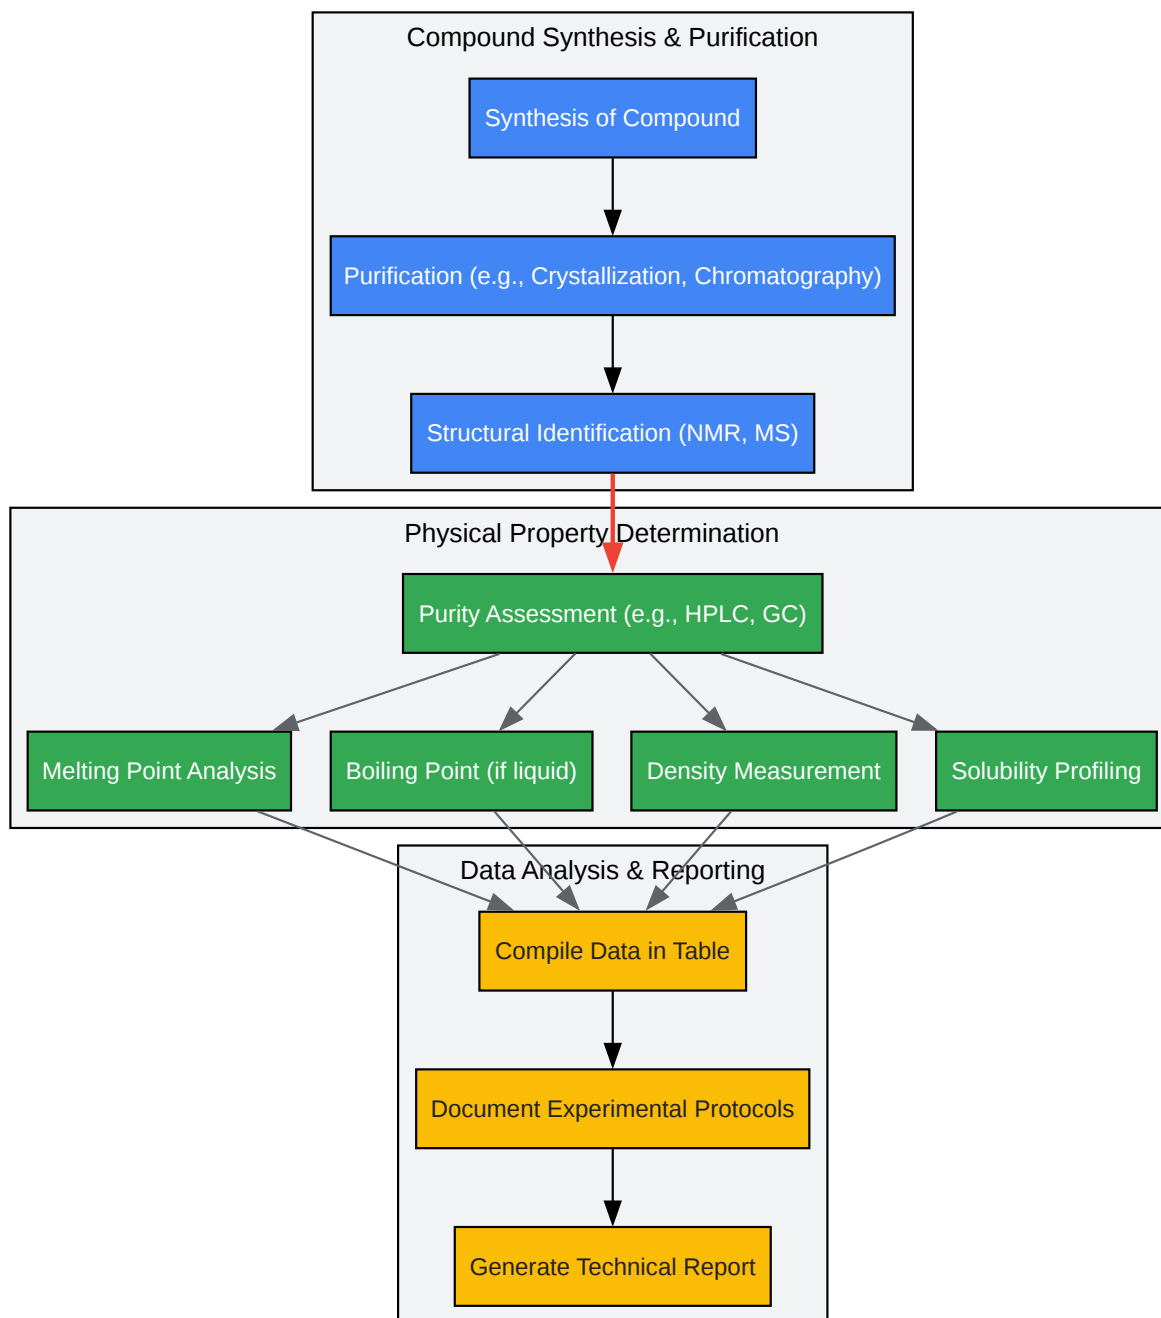 Compound Synthesis & Purification
Synthesis of Compound
Purification (e.g., Crystallization, Chromatography)
Structural Identification (NMR, MS)
Physical Property Determination
Purity Assessment (e.g., HPLC, GC)
Melting Point Analysis
Boiling Point (if liquid)
Density Measurement
Solubility Profiling
Data Analysis & Reporting
Compile Data in Table
Document Experimental Protocols
Generate Technical Report